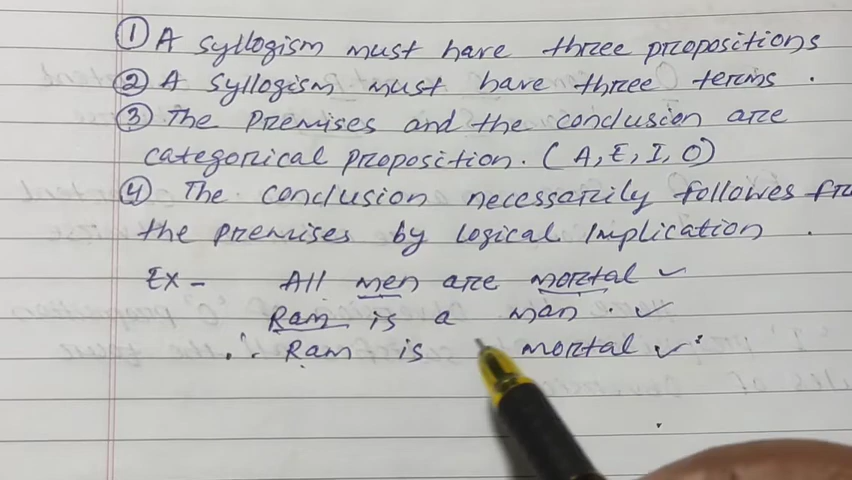 ① A syllogism must have three propositions
② A syllogism must have three terms .
③ The premises and the conclusion are
categorical proposition. ( A, E, I, O )
④ The conclusion necessarily followes fro
the premises by logical Implication .
Ex – All men are mortal ✓
Ram is a man . ✓
∴ Ram is mortal ✓